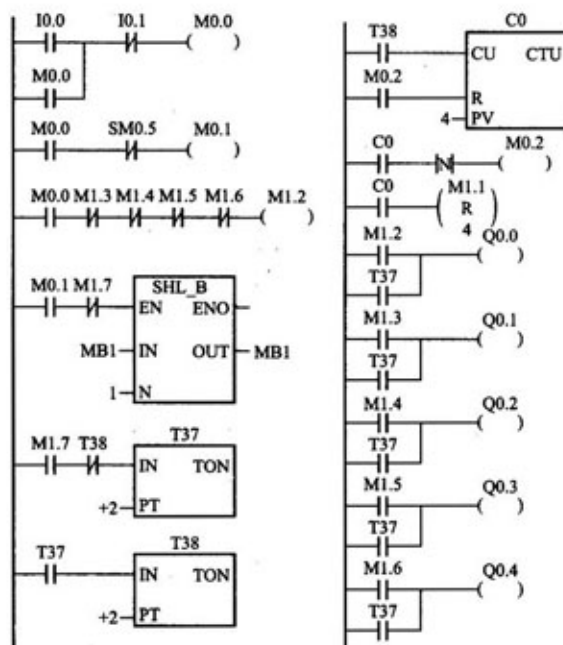 I0.0 I0.1 M0.0
M0.0
M0.0 SM0.5 M0.1
M0.0 M1.3 M1.4 M1.5 M1.6 M1.2
M0.1 M1.7 SHL_B
EN ENO
MB1 IN OUT MB1
1 N
M1.7 T38 T37
IN TON
+2 PT
T37 T38
IN TON
+2 PT
C0
T38 CU CTU
M0.2 R
4 PV
C0 N M0.2
C0 M1.1
R
4
M1.2 Q0.0
T37
M1.3 Q0.1
T37
M1.4 Q0.2
T37
M1.5 Q0.3
T37
M1.6 Q0.4
T37